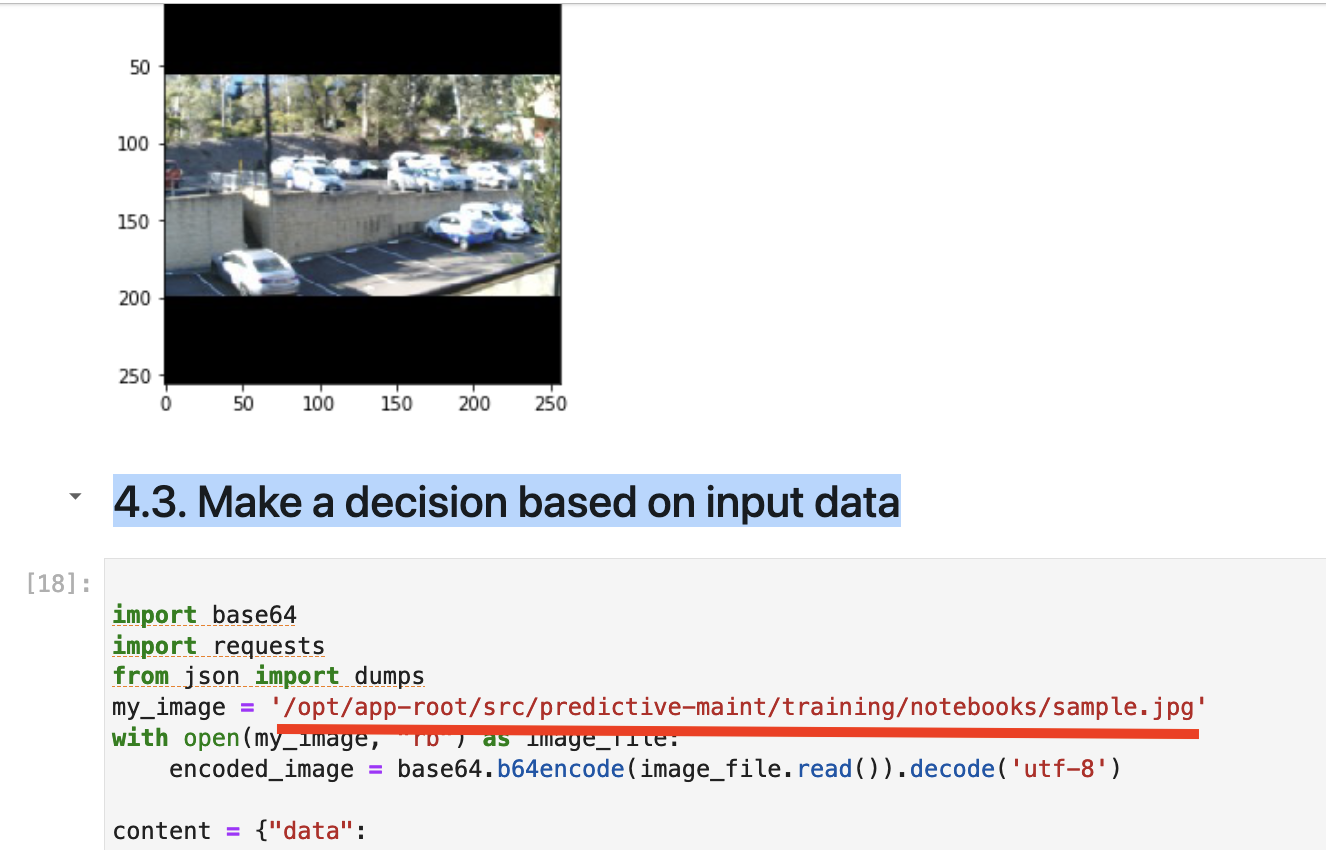 50
100
150
200
250
0 50 100 150 200 250
4.3. Make a decision based on input data
[18]:
import base64
import requests
from json import dumps
my_image = '/opt/app-root/src/predictive-maint/training/notebooks/sample.jpg'
with open(my_image, "rb") as image_file:
encoded_image = base64.b64encode(image_file.read()).decode('utf-8')
content = {"data":